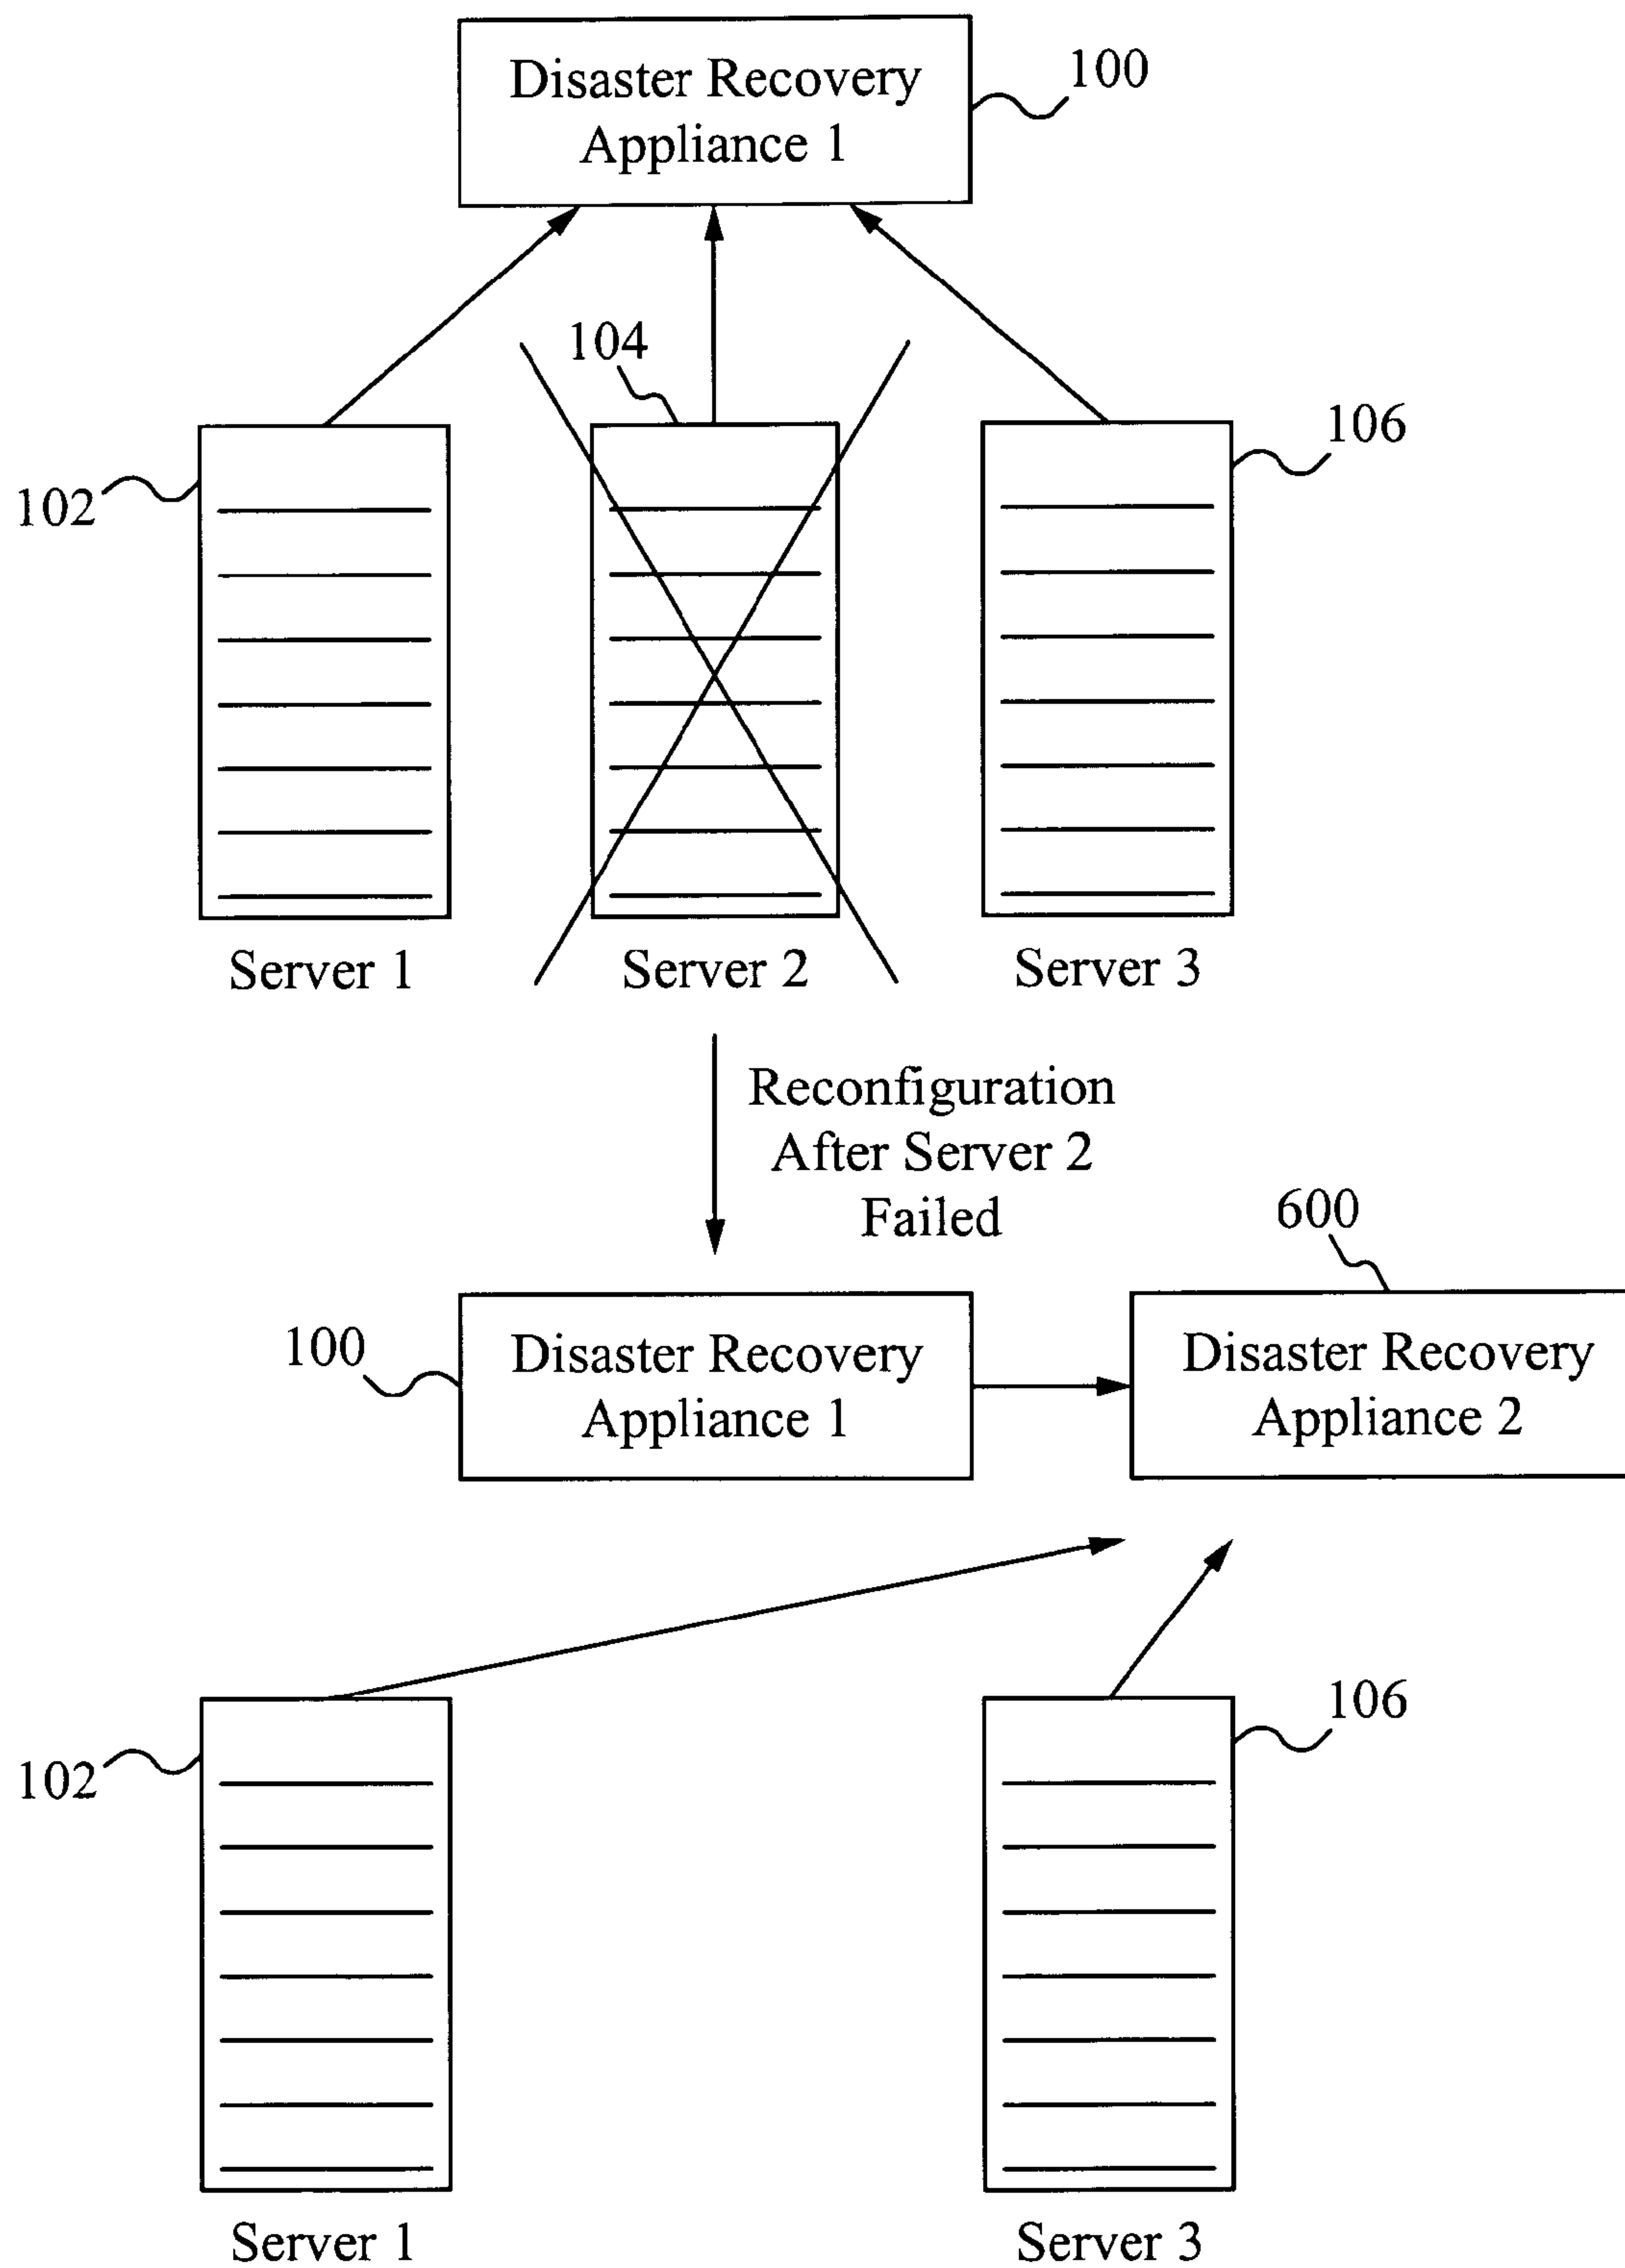 Disaster Recovery
Appliance 1
100
104
106
102
Server 1
Server 2
Server 3
Reconfiguration
After Server 2
Failed
600
100
Disaster Recovery
Appliance 1
Disaster Recovery
Appliance 2
106
102
Server 1
Server 3